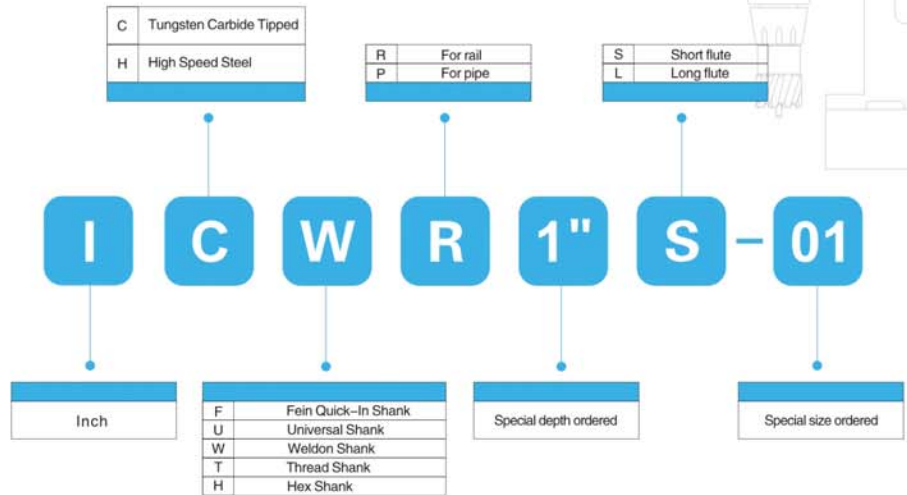 C Tungsten Carbide Tipped
H High Speed Steel
R For rail
P For pipe
S Short flute
L Long flute
I C W R 1" S - 01
Inch
F Fein Quick-In Shank
U Universal Shank
W Weldon Shank
T Thread Shank
H Hex Shank
Special depth ordered
Special size ordered